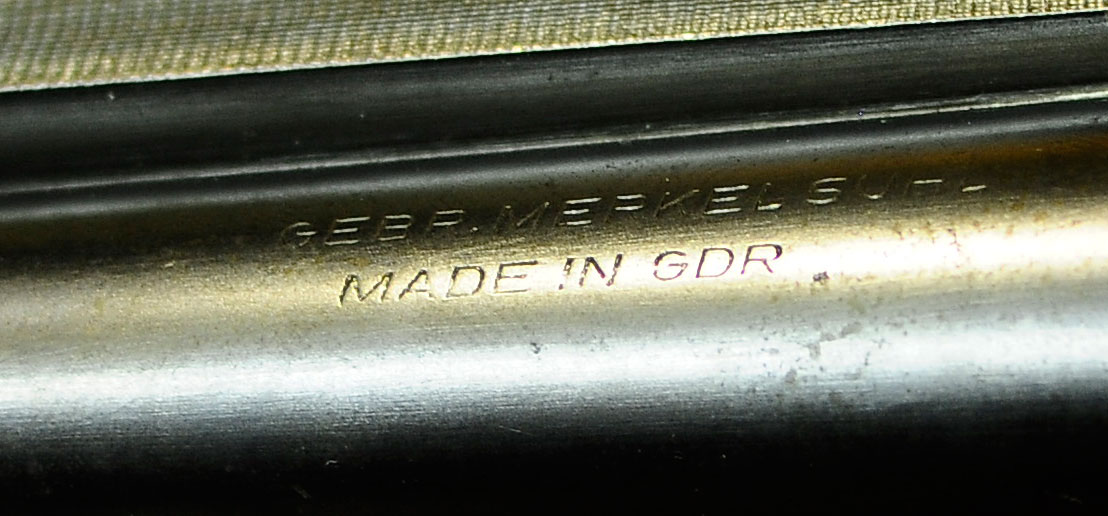 GEBR. MERKEL SUHL
MADE IN GDR